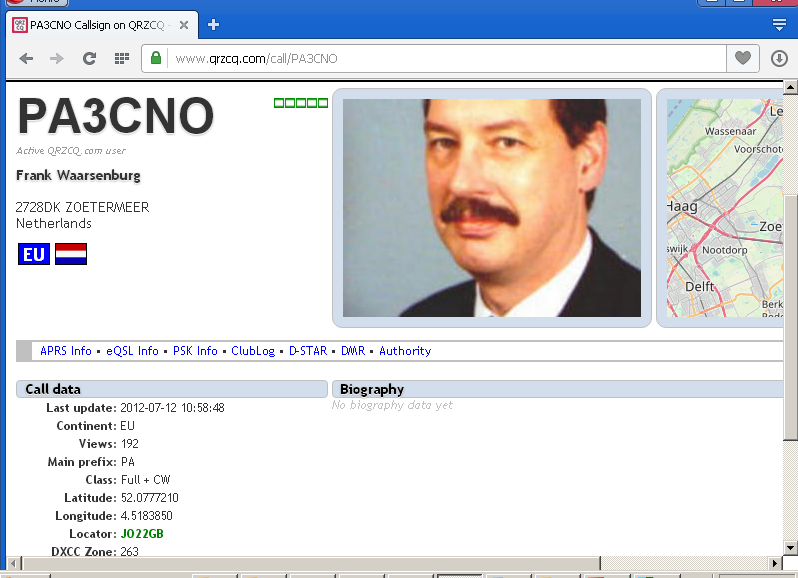 PA3CNO Callsign on QRZCQ -
www.qrzcq.com/call/PA3CNO
PA3CNO
Active QRZCQ.com user
Frank Waarsenburg
2728DK ZOETERMEER
Netherlands
EU
Wassenaar
Le
Voorschot
Haag
Zoe
swijk
Nootdorp
Delft
Berk
APRS Info • eQSL Info • PSK Info • ClubLog • D-STAR • DMR • Authority
Call data
Last update: 2012-07-12 10:58:48
Continent: EU
Views: 192
Main prefix: PA
Class: Full + CW
Latitude: 52.0777210
Longitude: 4.5183850
Locator: JO22GB
DXCC Zone: 263
Biography
No biography data yet